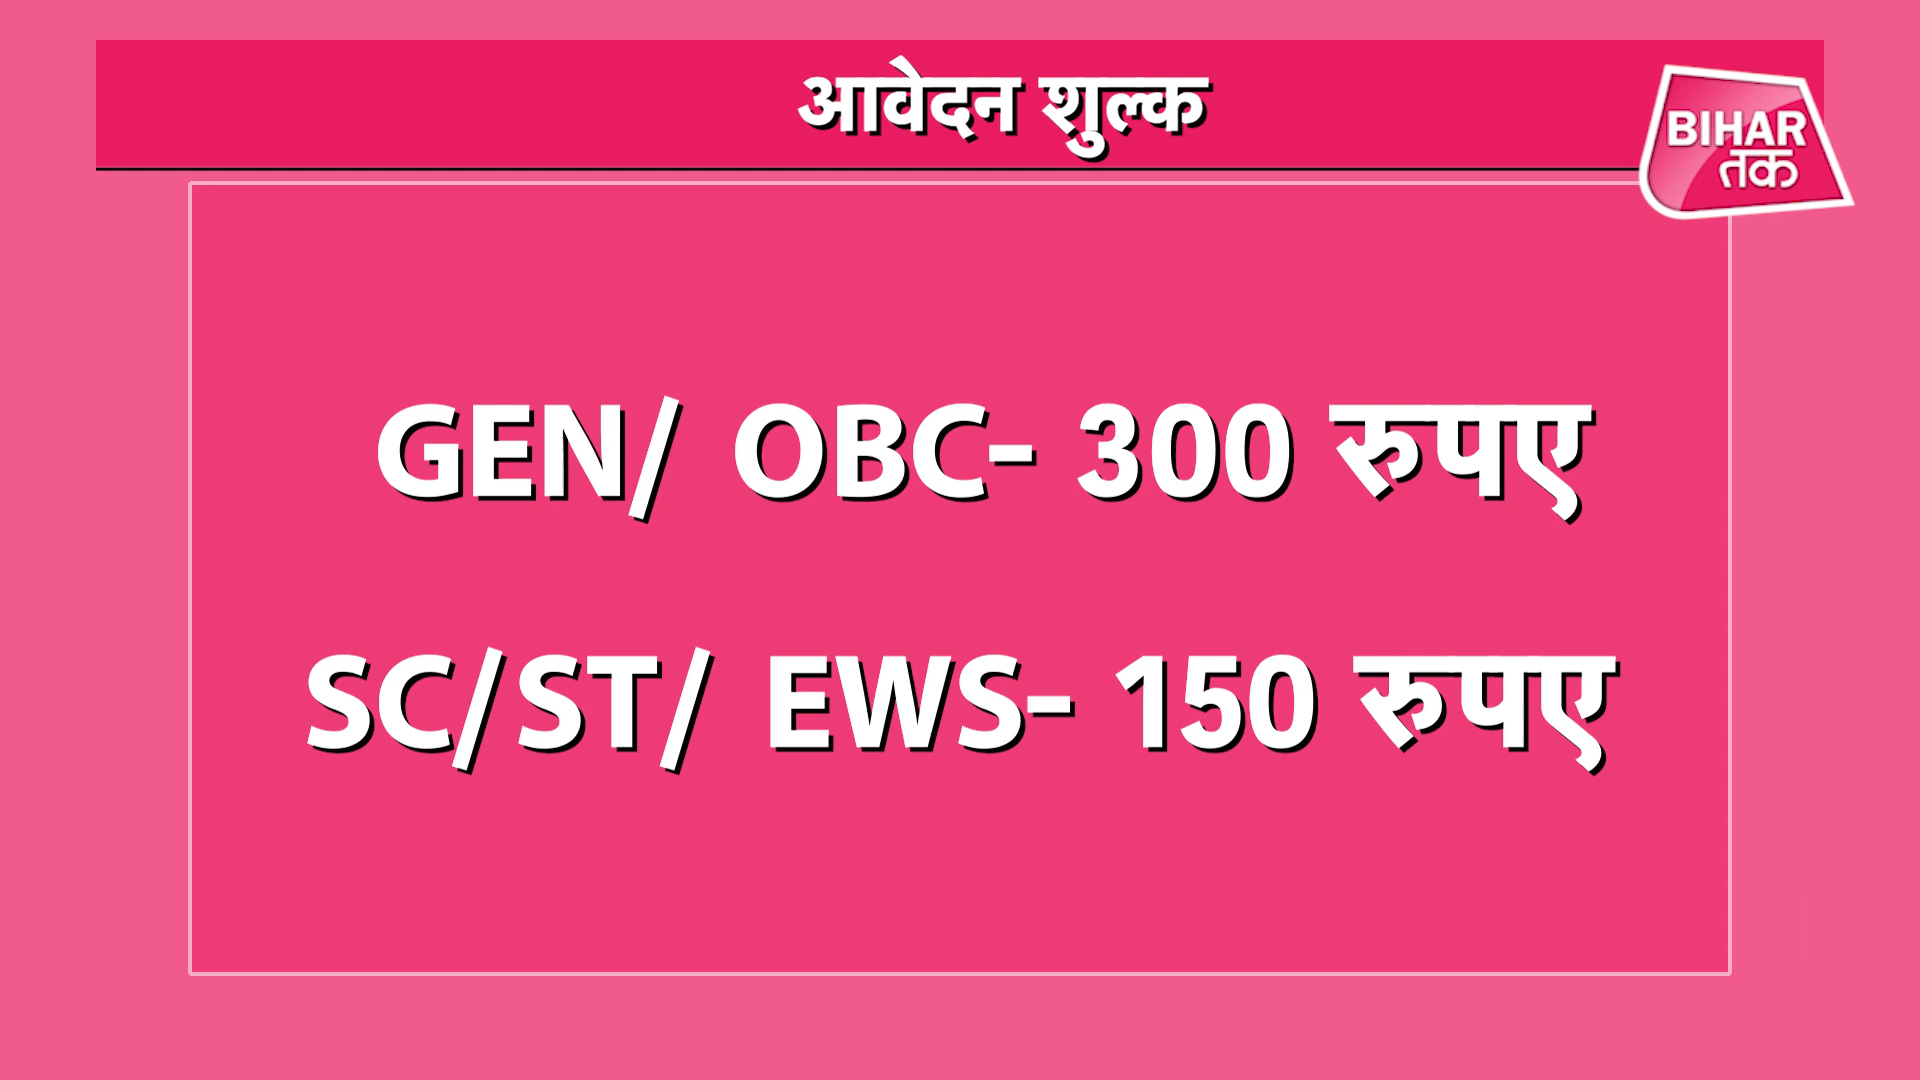 आवेदन शुल्क
BIHAR
तक
GEN/ OBC- 300 रुपए
SC/ST/ EWS- 150 रुपए